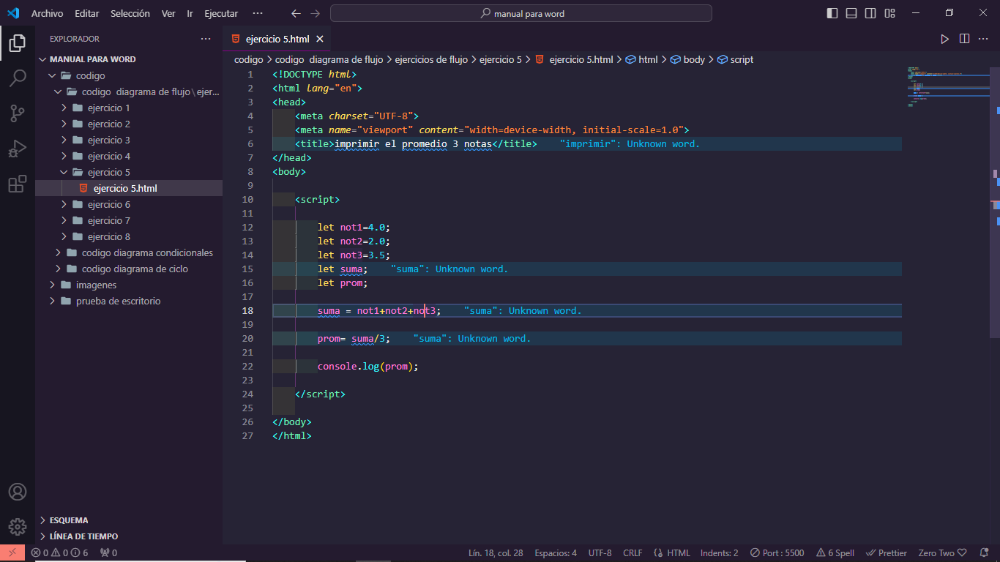 Archivo Editar Selección Ver Ir Ejecutar ··· manual para word
EXPLORADOR ···
MANUAL PARA WORD
codigo
codigo diagrama de flujo\ejer...
ejercicio 1
ejercicio 2
ejercicio 3
ejercicio 4
ejercicio 5
ejercicio 5.html
ejercicio 6
ejercicio 7
ejercicio 8
codigo diagrama condicionales
codigo diagrama de ciclo
imagenes
prueba de escritorio
ESQUEMA
LÍNEA DE TIEMPO
ejercicio 5.html
codigo > codigo diagrama de flujo > ejercicios de flujo > ejercicio 5 > ejercicio 5.html > html > body > script
1 <!DOCTYPE html>
2 <html lang="en">
3 <head>
4 <meta charset="UTF-8">
5 <meta name="viewport" content="width=device-width, initial-scale=1.0">
6 <title>imprimir el promedio 3 notas</title> "imprimir": Unknown word.
7 </head>
8 <body>
9
10 <script>
11
12 let not1=4.0;
13 let not2=2.0;
14 let not3=3.5;
15 let suma; "suma": Unknown word.
16 let prom;
17
18 suma = not1+not2+not3; "suma": Unknown word.
19
20 prom= suma/3; "suma": Unknown word.
21
22 console.log(prom);
23
24 </script>
25
26 </body>
27 </html>
0 0 6 0 Lín. 18, col. 28 Espacios: 4 UTF-8 CRLF {} HTML Indents: 2 Port : 5500 6 Spell Prettier Zero Two